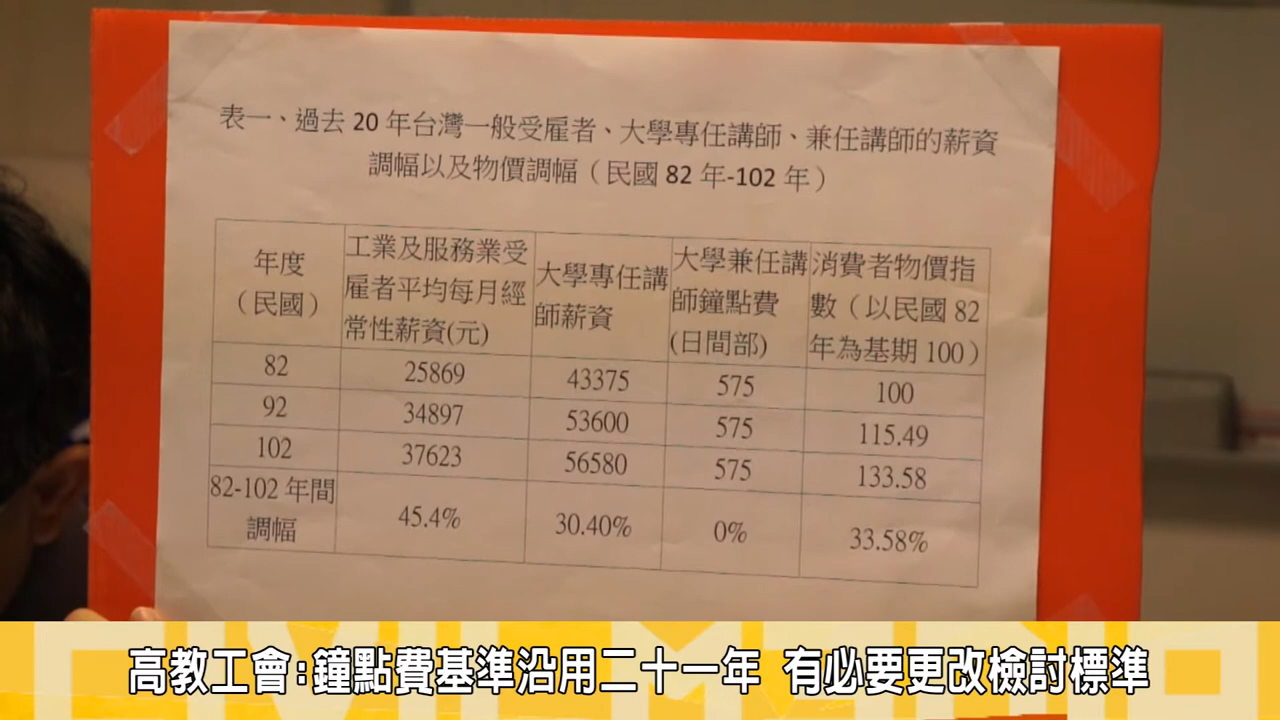 表一、過去 20 年台灣一般受雇者、大學專任講師、兼任講師的薪資
調幅以及物價調幅（民國 82 年-102 年）
年度
（民國）
工業及服務業受
雇者平均每月經
常性薪資(元)
大學專任講
師薪資
大學兼任講
師鐘點費
(日間部)
消費者物價指
數（以民國 82
年為基期 100）
82 25869 43375 575 100
92 34897 53600 575 115.49
102 37623 56580 575 133.58
82-102 年間
調幅
45.4% 30.40% 0% 33.58%
高教工會:鐘點費基準沿用二十一年 有必要更改檢討標準